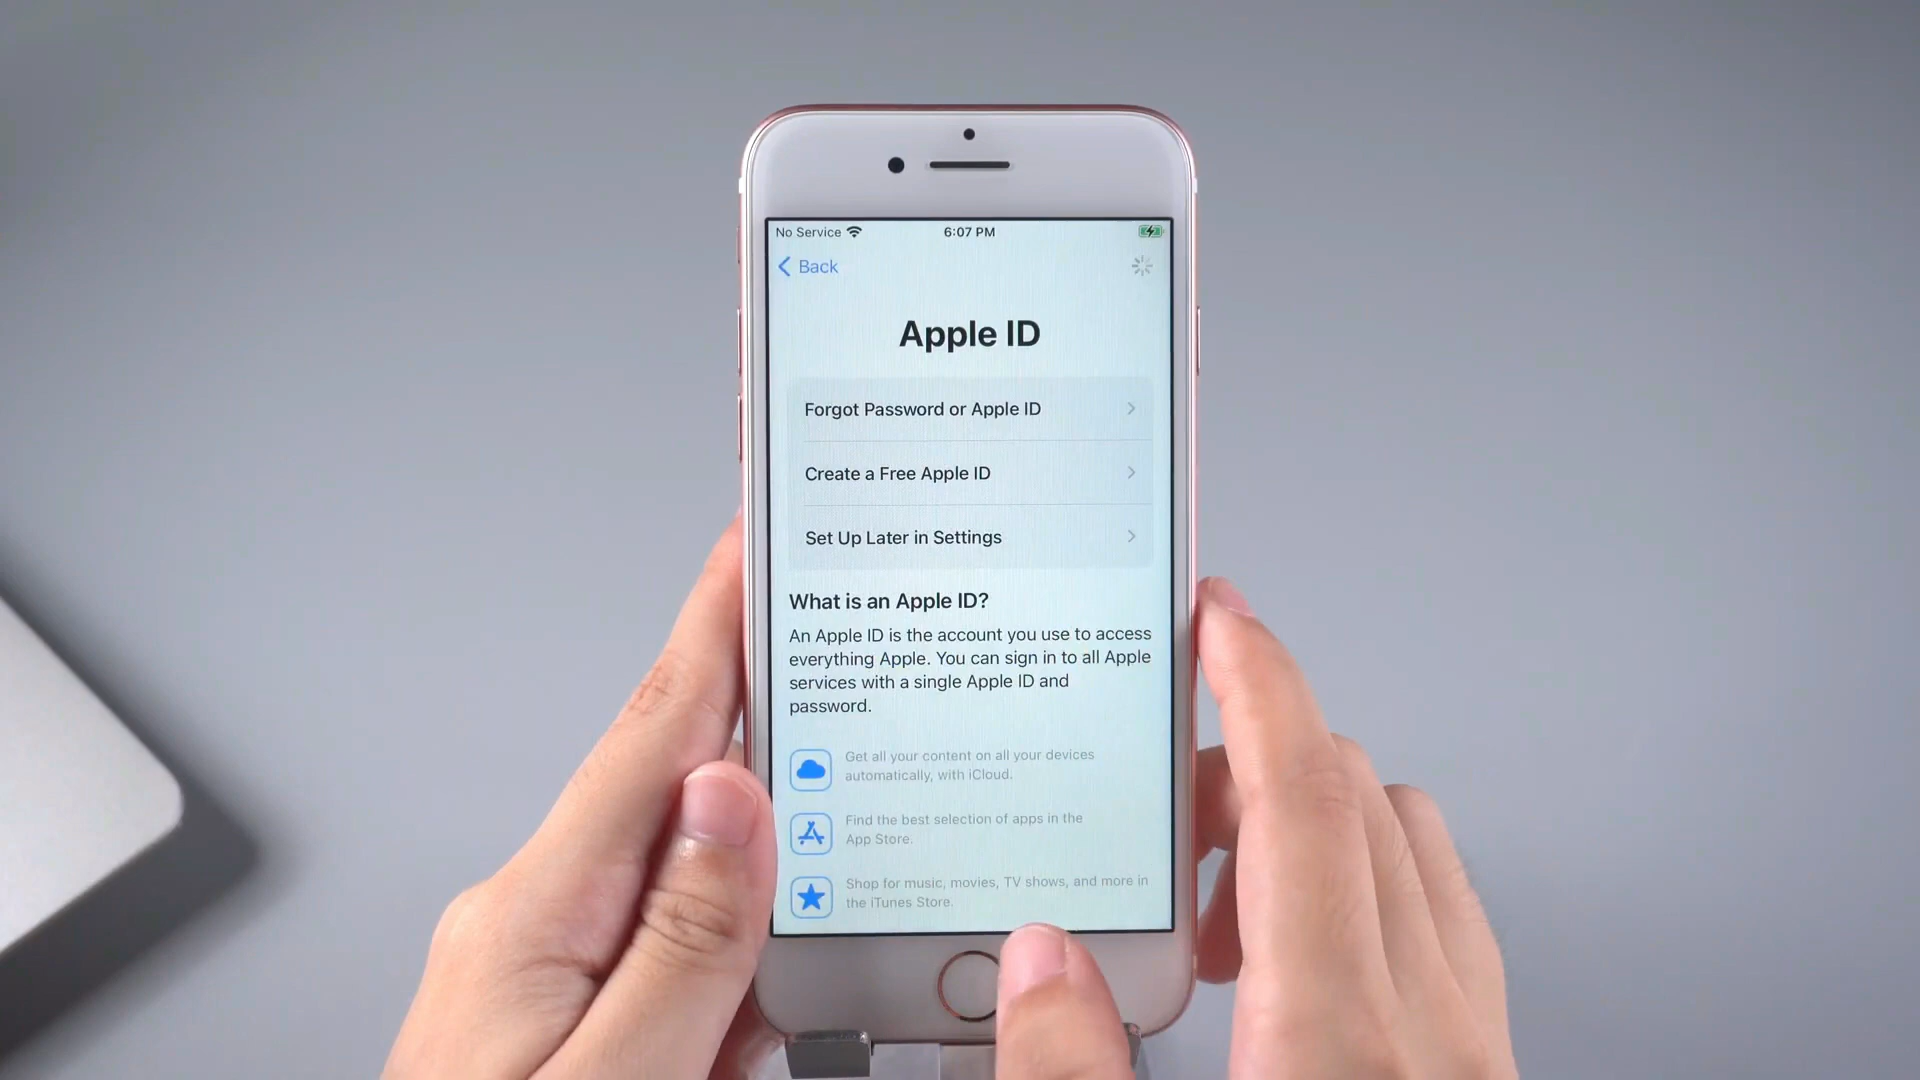 No Service
6:07 PM
Back
Apple ID
Forgot Password or Apple ID
Create a Free Apple ID
Set Up Later in Settings
What is an Apple ID?
An Apple ID is the account you use to access
everything Apple. You can sign in to all Apple
services with a single Apple ID and
password.
Get all your content on all your devices
automatically, with iCloud.
Find the best selection of apps in the
App Store.
Shop for music, movies, TV shows, and more in
the iTunes Store.